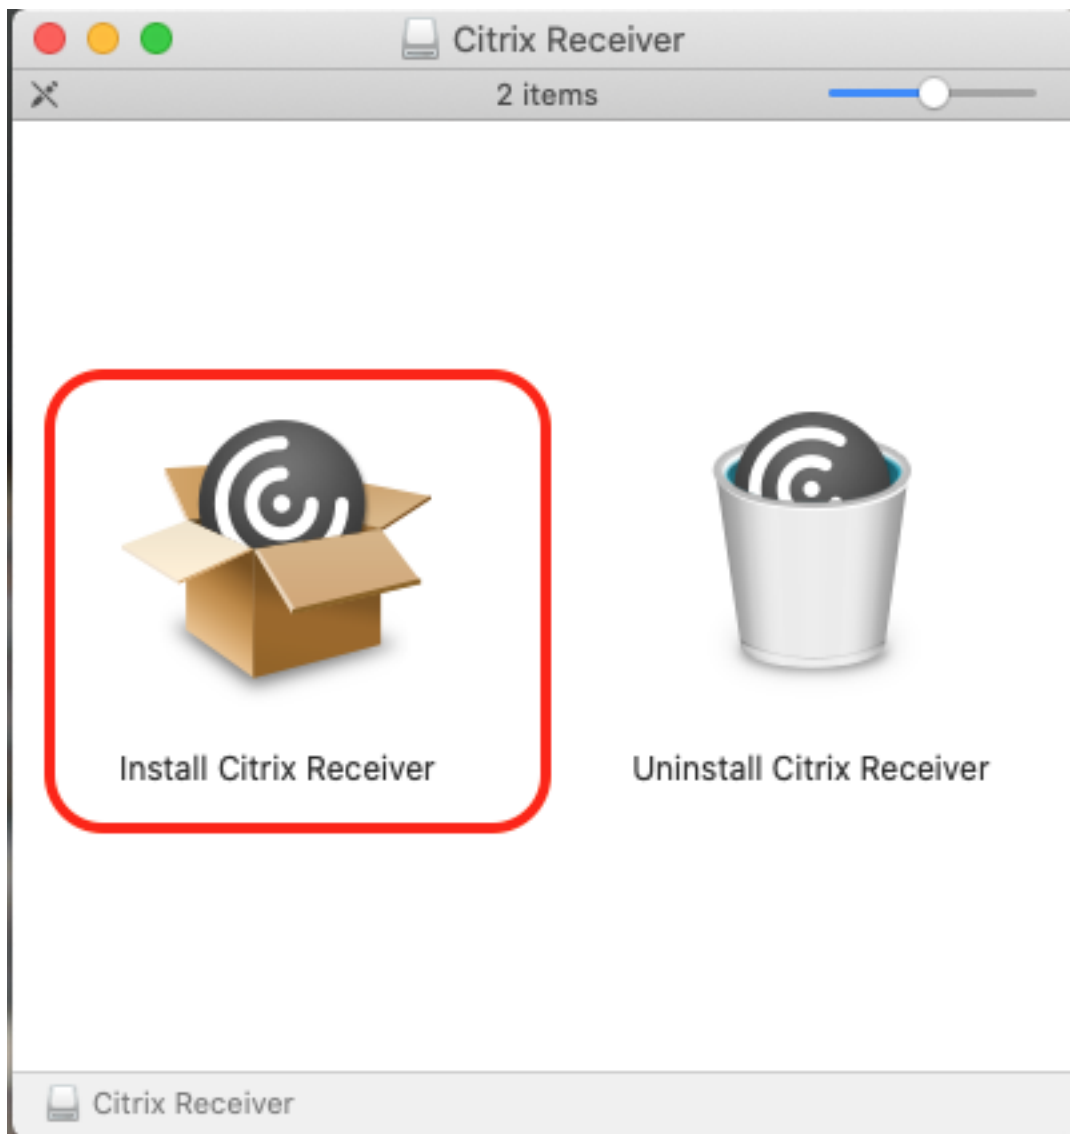 Citrix Receiver
2 items
Install Citrix Receiver
Uninstall Citrix Receiver
Citrix Receiver